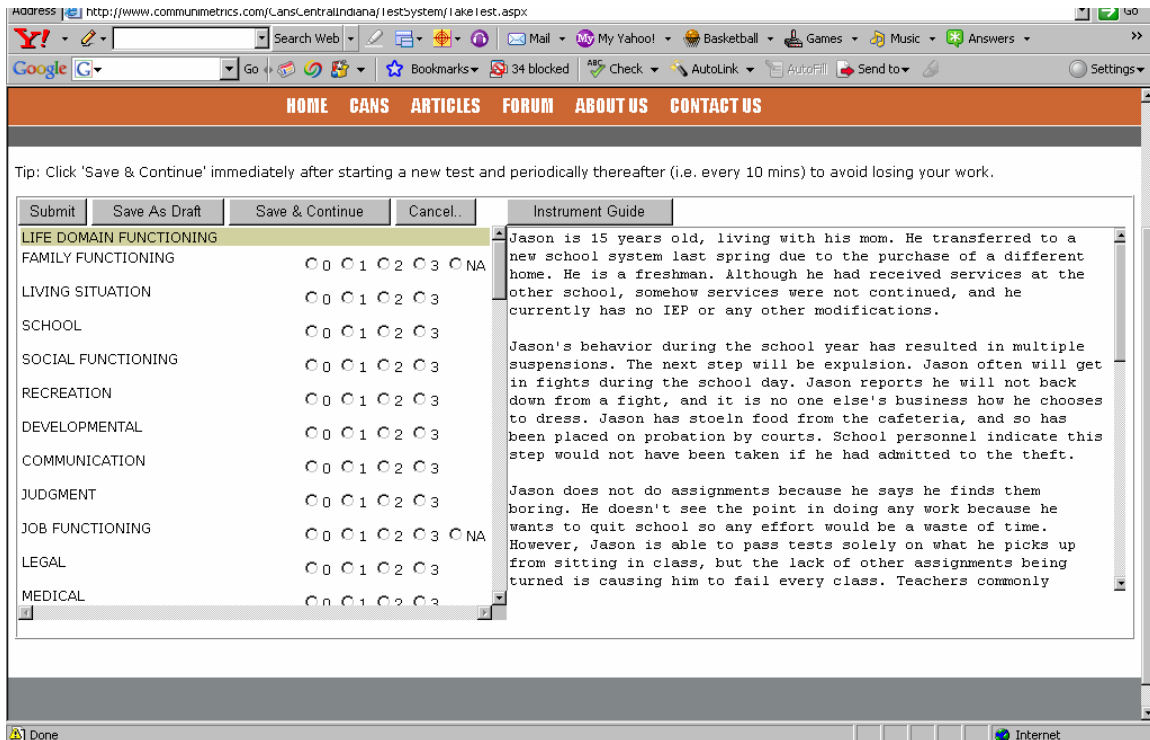 Address http://www.communimetrics.com/CansCentralIndiana/TestSystem/TakeTest.aspx Go
Y! Search Web Mail My Yahoo! Basketball Games Music Answers »
Google G Go Bookmarks 34 blocked ABC Check AutoLink AutoFill Send to Settings
HOME CANS ARTICLES FORUM ABOUT US CONTACT US
Tip: Click 'Save & Continue' immediately after starting a new test and periodically thereafter (i.e. every 10 mins) to avoid losing your work.
Submit Save As Draft Save & Continue Cancel.. Instrument Guide
LIFE DOMAIN FUNCTIONING
FAMILY FUNCTIONING 0 1 2 3 NA
LIVING SITUATION 0 1 2 3
SCHOOL 0 1 2 3
SOCIAL FUNCTIONING 0 1 2 3
RECREATION 0 1 2 3
DEVELOPMENTAL 0 1 2 3
COMMUNICATION 0 1 2 3
JUDGMENT 0 1 2 3
JOB FUNCTIONING 0 1 2 3 NA
LEGAL 0 1 2 3
MEDICAL 0 1 2 3
Jason is 15 years old, living with his mom. He transferred to a
new school system last spring due to the purchase of a different
home. He is a freshman. Although he had received services at the
other school, somehow services were not continued, and he
currently has no IEP or any other modifications.
Jason's behavior during the school year has resulted in multiple
suspensions. The next step will be expulsion. Jason often will get
in fights during the school day. Jason reports he will not back
down from a fight, and it is no one else's business how he chooses
to dress. Jason has stoeln food from the cafeteria, and so has
been placed on probation by courts. School personnel indicate this
step would not have been taken if he had admitted to the theft.
Jason does not do assignments because he says he finds them
boring. He doesn't see the point in doing any work because he
wants to quit school so any effort would be a waste of time.
However, Jason is able to pass tests solely on what he picks up
from sitting in class, but the lack of other assignments being
turned is causing him to fail every class. Teachers commonly
Done Internet